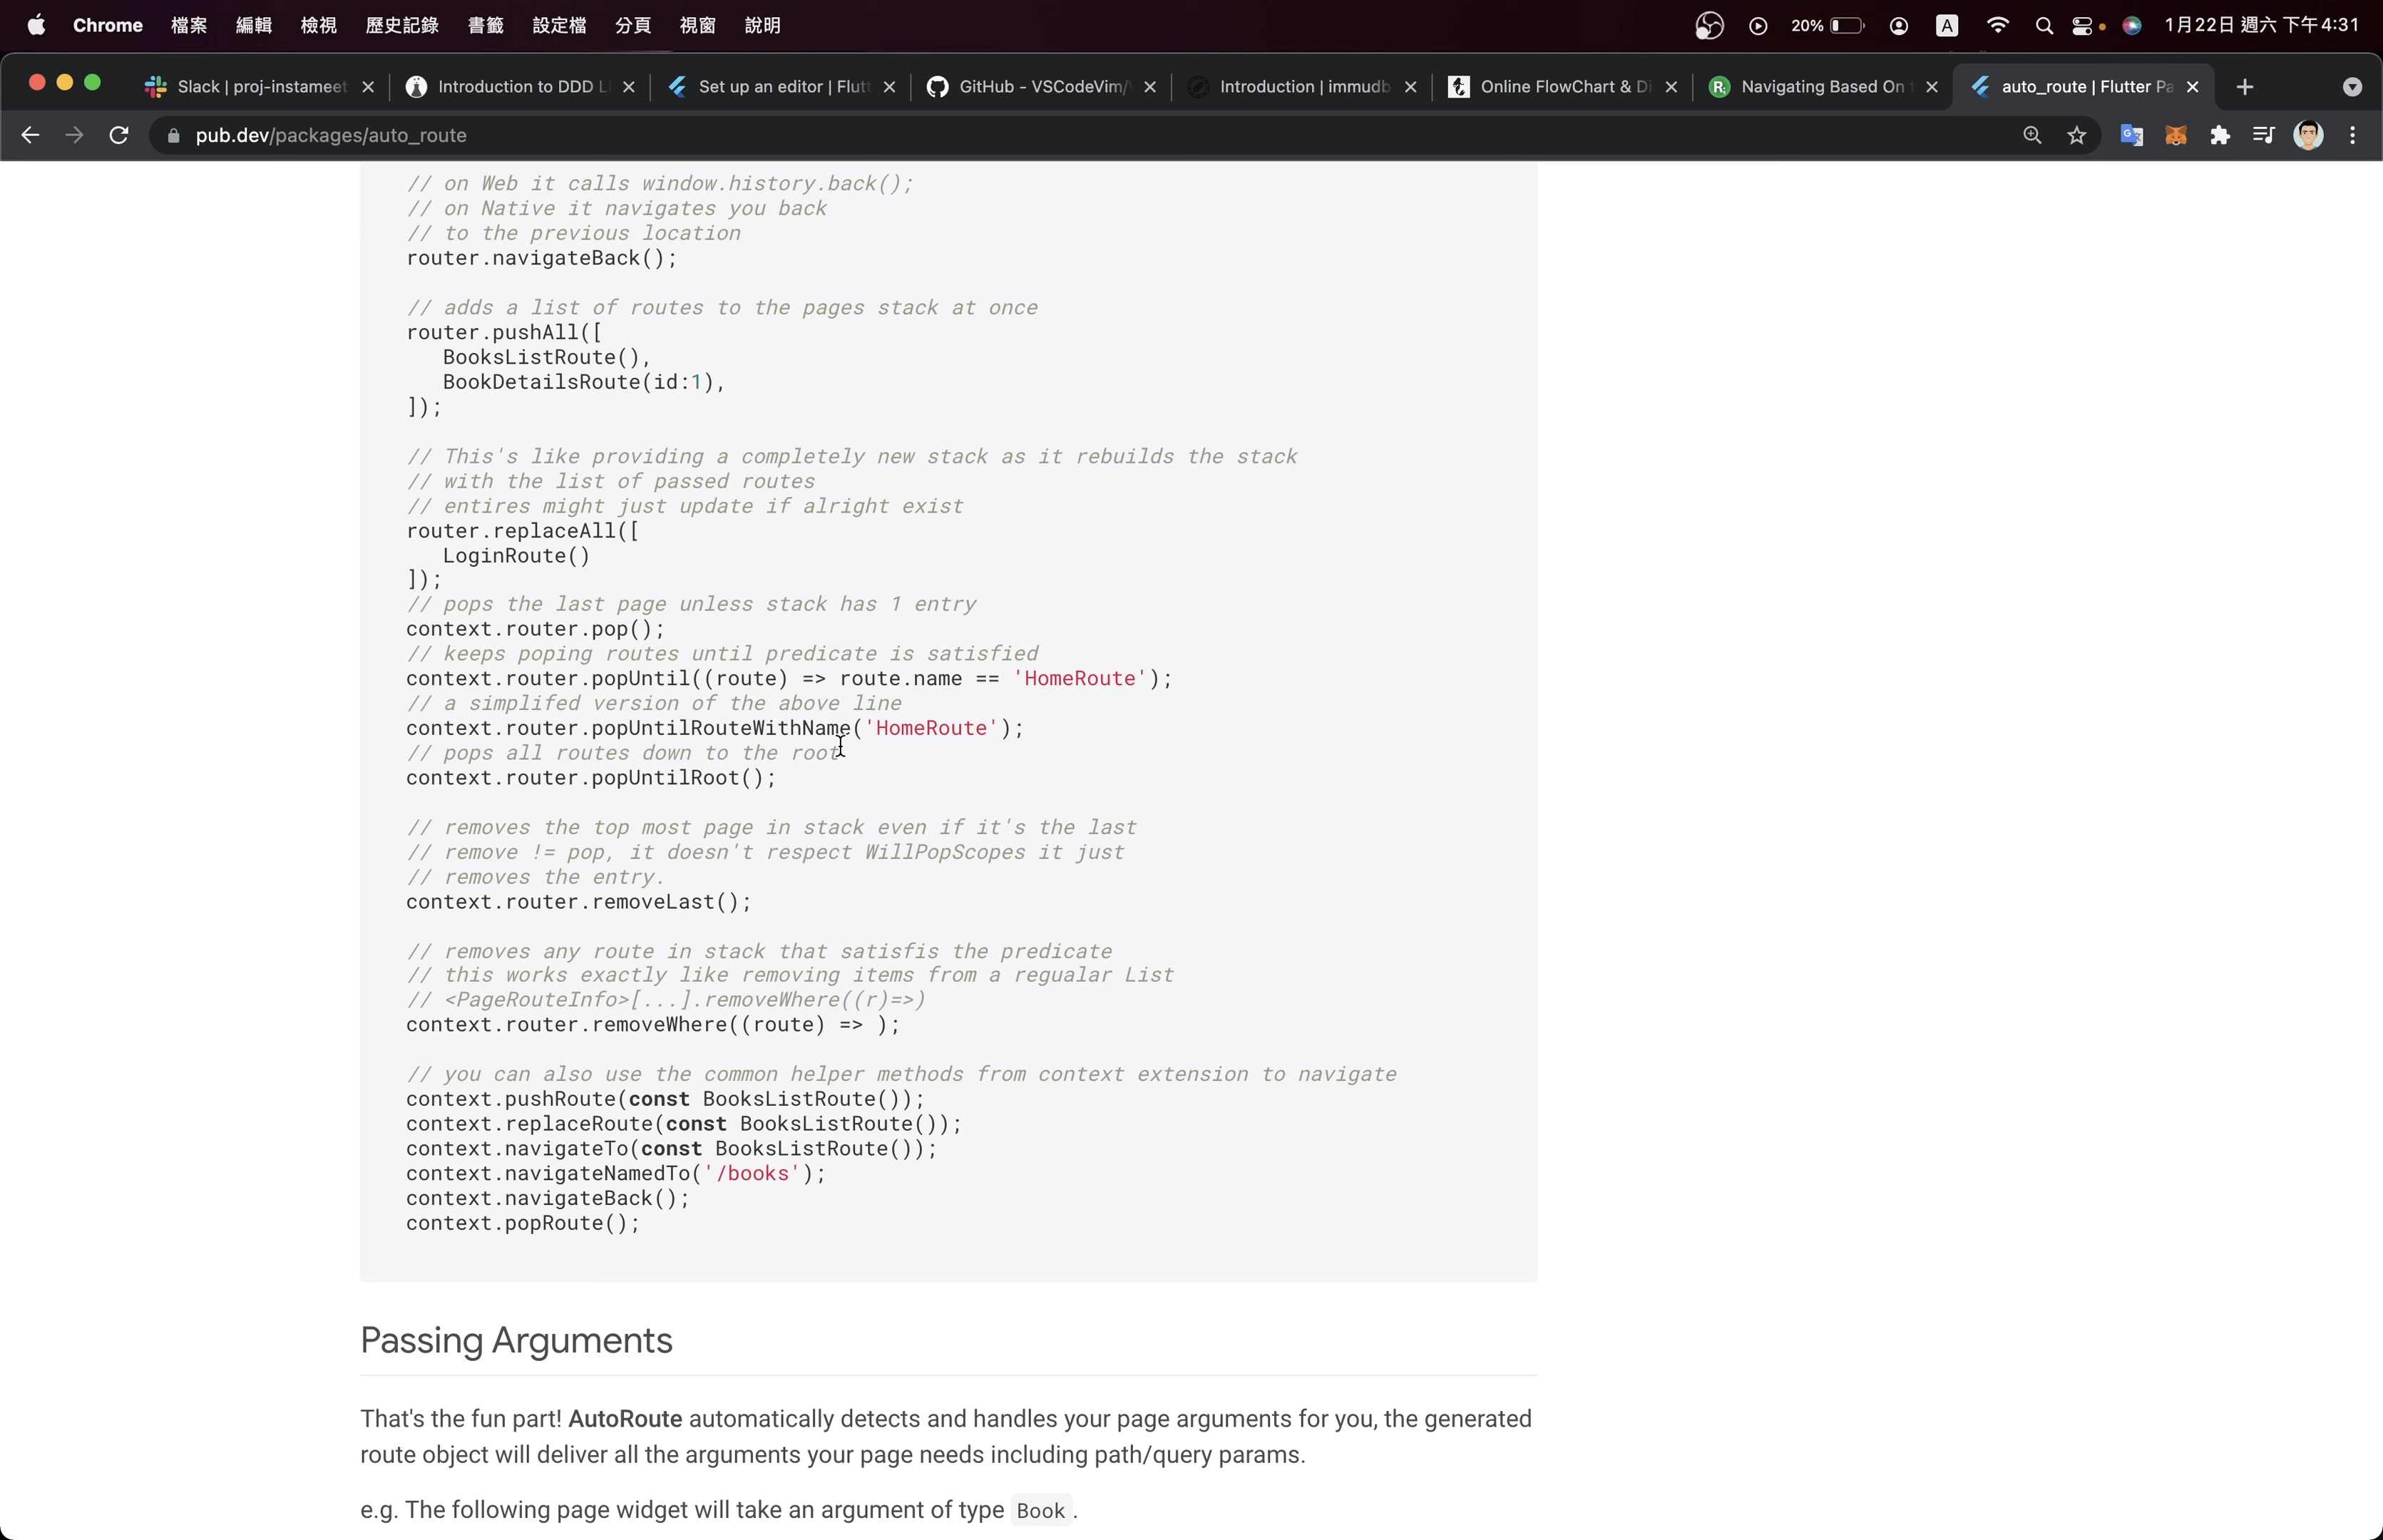 Chrome 檔案 編輯 檢視 歷史記錄 書籤 設定檔 分頁 視窗 說明 20% A 1月22日 週六 下午4:31
Slack | proj-instameet Introduction to DDD Li Set up an editor | Flutt GitHub - VSCodeVim/ Introduction | immudb Online FlowChart & Di R; Navigating Based On t auto_route | Flutter Pa
pub.dev/packages/auto_route
// on Web it calls window.history.back();
// on Native it navigates you back
// to the previous location
router.navigateBack();
// adds a list of routes to the pages stack at once
router.pushAll([
BooksListRoute(),
BookDetailsRoute(id:1),
]);
// This's like providing a completely new stack as it rebuilds the stack
// with the list of passed routes
// entires might just update if alright exist
router.replaceAll([
LoginRoute()
]);
// pops the last page unless stack has 1 entry
context.router.pop();
// keeps poping routes until predicate is satisfied
context.router.popUntil((route) => route.name == 'HomeRoute');
// a simplifed version of the above line
context.router.popUntilRouteWithName('HomeRoute');
// pops all routes down to the root
context.router.popUntilRoot();
// removes the top most page in stack even if it's the last
// remove != pop, it doesn't respect WillPopScopes it just
// removes the entry.
context.router.removeLast();
// removes any route in stack that satisfis the predicate
// this works exactly like removing items from a regualar List
// <PageRouteInfo>[...].removeWhere((r)=>)
context.router.removeWhere((route) => );
// you can also use the common helper methods from context extension to navigate
context.pushRoute(const BooksListRoute());
context.replaceRoute(const BooksListRoute());
context.navigateTo(const BooksListRoute());
context.navigateNamedTo('/books');
context.navigateBack();
context.popRoute();
Passing Arguments
That's the fun part! AutoRoute automatically detects and handles your page arguments for you, the generated
route object will deliver all the arguments your page needs including path/query params.
e.g. The following page widget will take an argument of type Book .